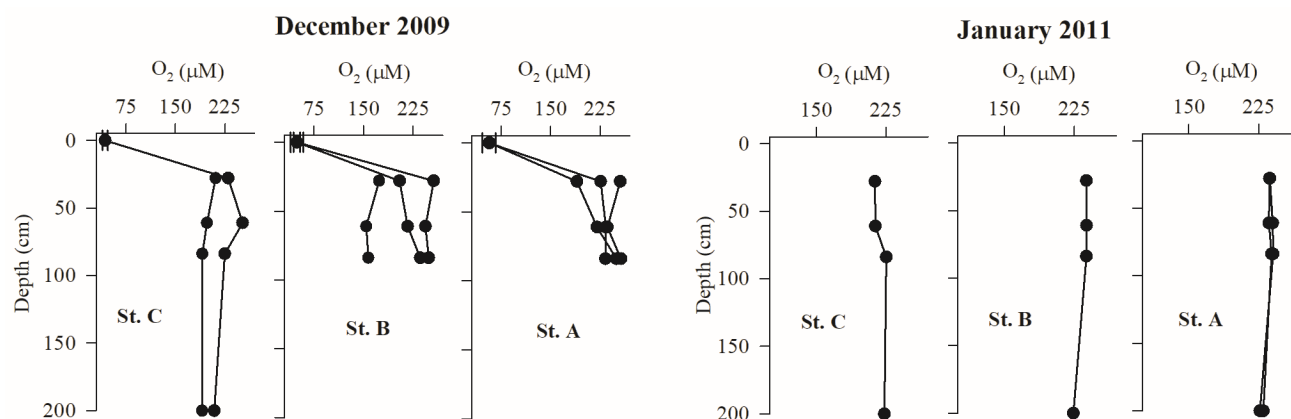 December 2009
January 2011
O₂ (μM)
O₂ (μM)
O₂ (μM)
O₂ (μM)
O₂ (μM)
O₂ (μM)
75 150 225
75 150 225
75 150 225
150 225
150 225
150 225
0
50
100
150
200
Depth (cm)
St. C
St. B
St. A
0
50
100
150
200
Depth (cm)
St. C
St. B
St. A